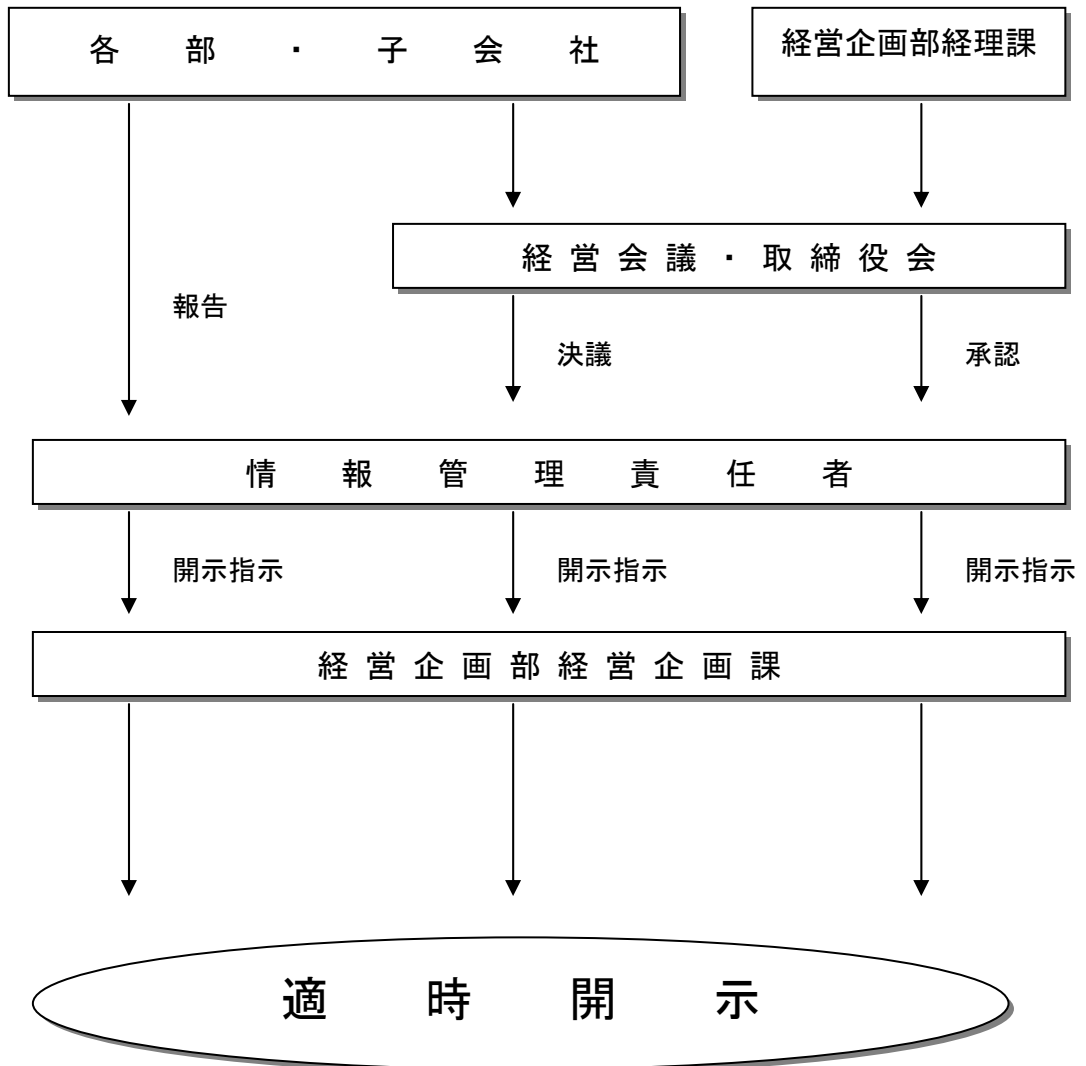 各部・子会社
経営企画部経理課
経営会議・取締役会
報告
決議
承認
情報管理責任者
開示指示
開示指示
開示指示
経営企画部経営企画課
適時開示